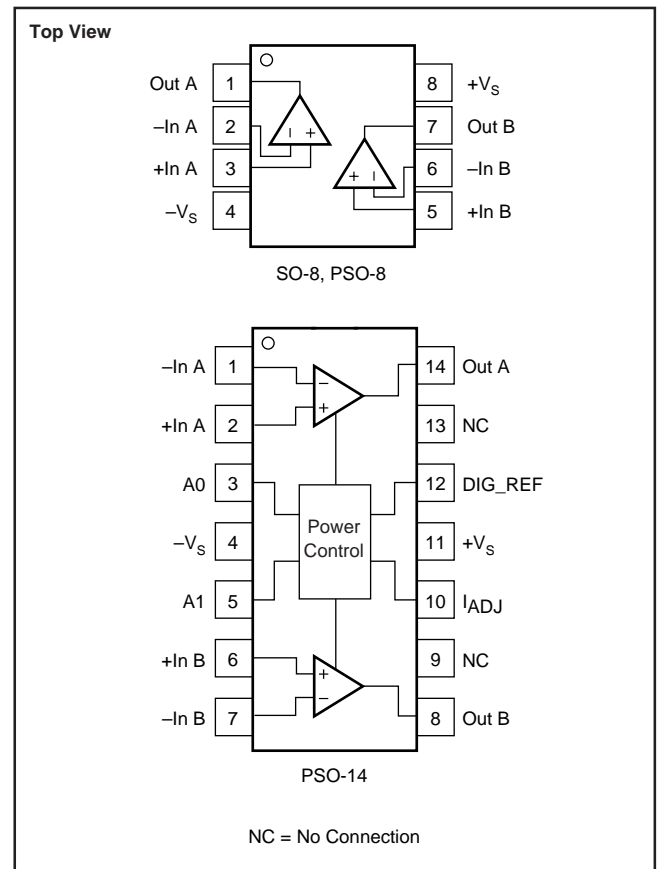 Top View
Out A 1 8 +VS
–In A 2 7 Out B
+In A 3 6 –In B
–VS 4 5 +In B
– +
+ –
SO-8, PSO-8
–In A 1 14 Out A
–
+
+In A 2 13 NC
A0 3 12 DIG_REF
Power
Control
–VS 4 11 +VS
A1 5 10 IADJ
+In B 6 9 NC
+
–
–In B 7 8 Out B
PSO-14
NC = No Connection